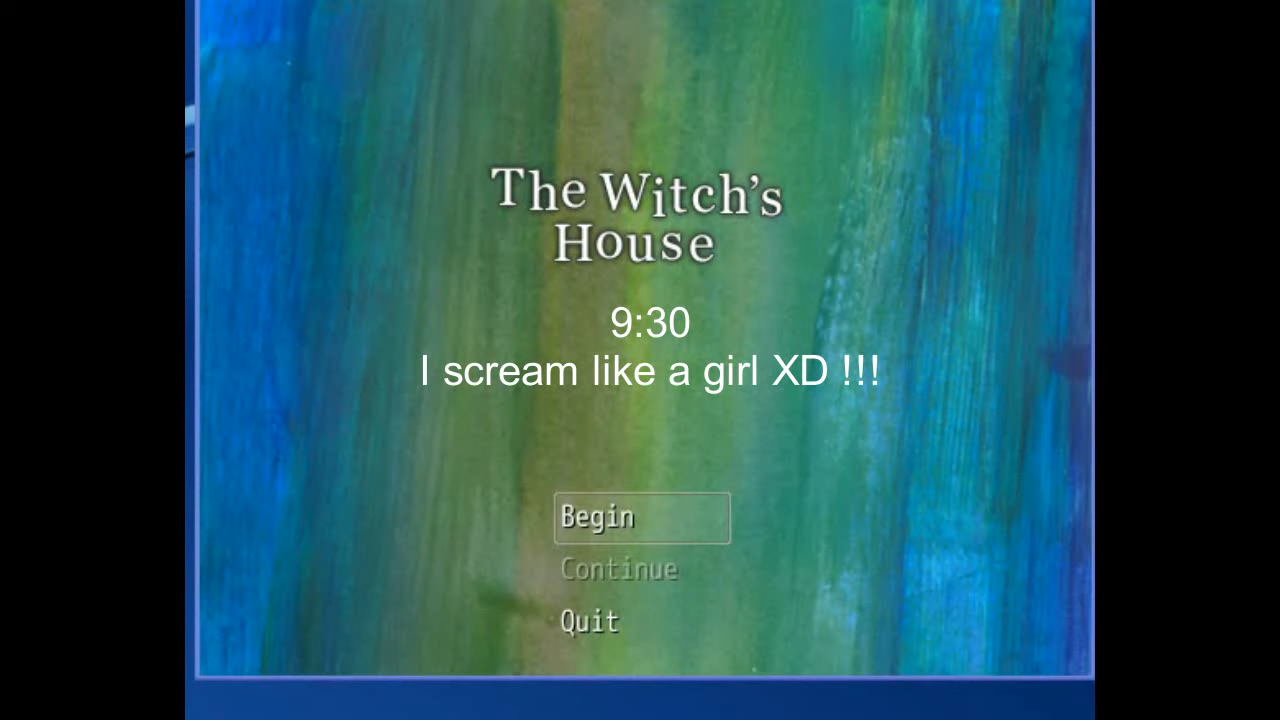 The Witch's
House
9:30
I scream like a girl XD !!!
Begin
Continue
Quit